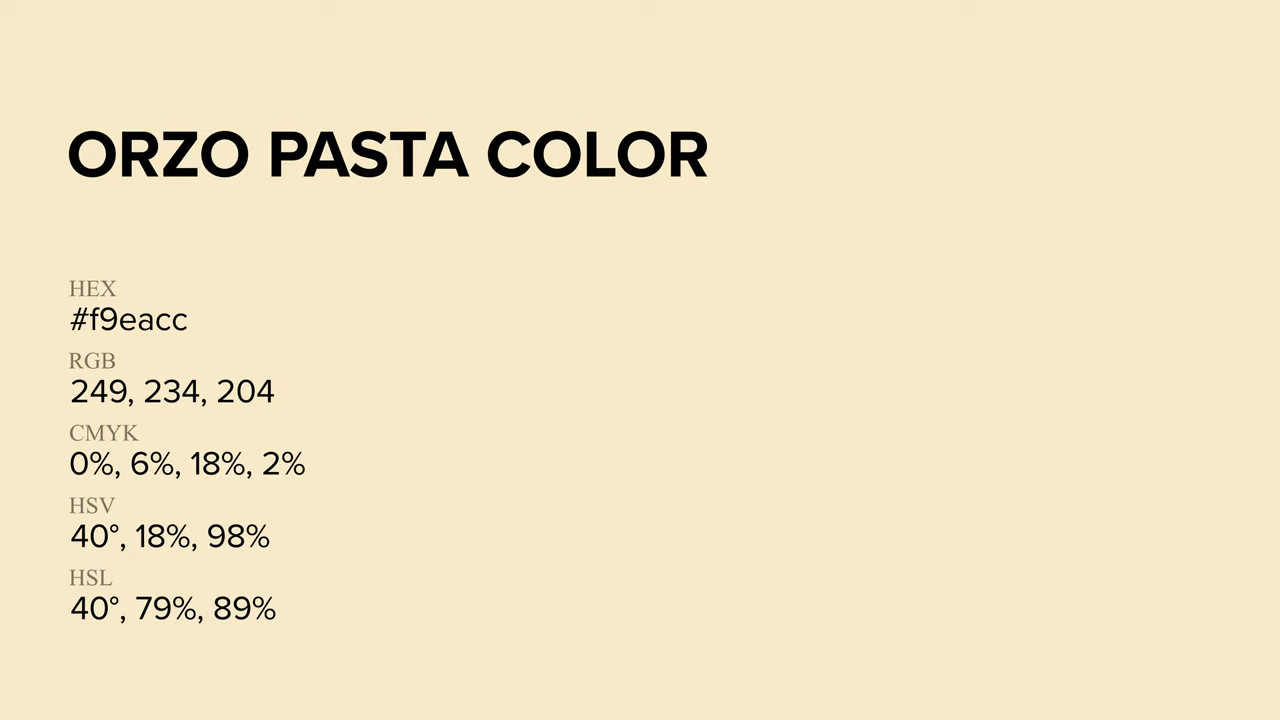 ORZO PASTA COLOR
HEX
#f9eacc
RGB
249, 234, 204
CMYK
0%, 6%, 18%, 2%
HSV
40°, 18%, 98%
HSL
40°, 79%, 89%